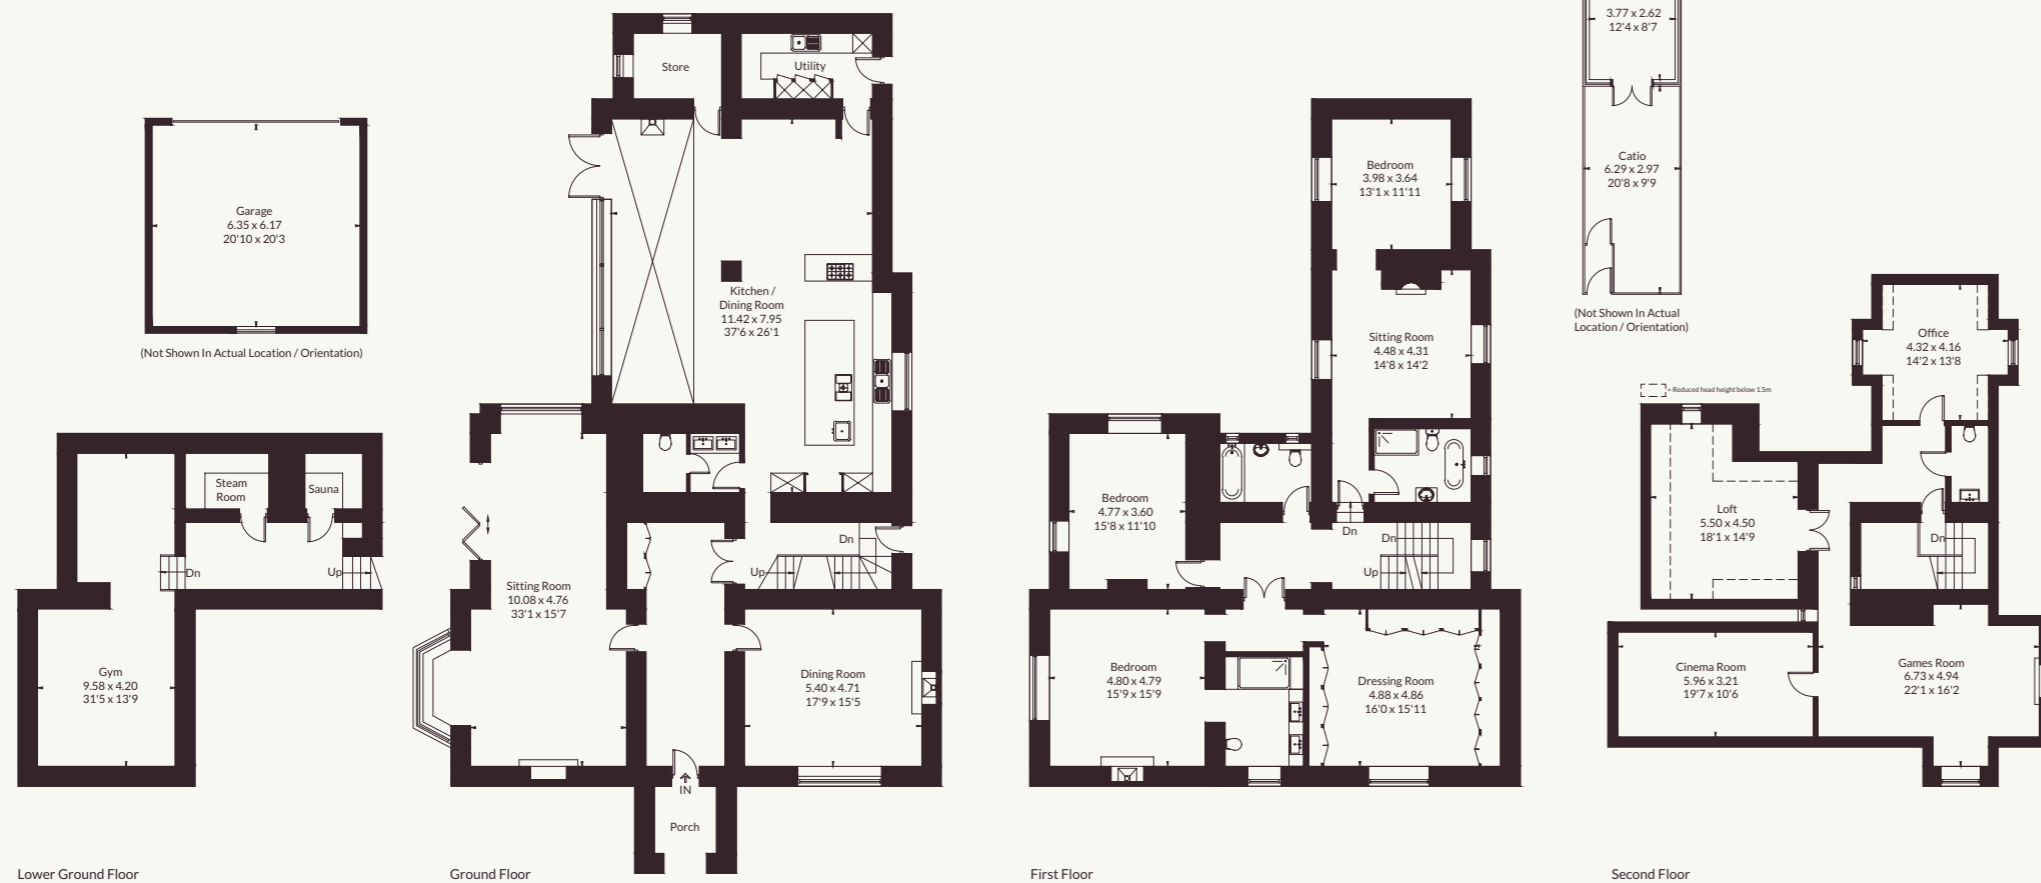 Garage
6.35 x 6.17
20'10 x 20'3
(Not Shown In Actual Location / Orientation)
Steam
Room
Sauna
Dn
Up
Gym
9.58 x 4.20
31'5 x 13'9
Lower Ground Floor
Store
Utility
Kitchen /
Dining Room
11.42 x 7.95
37'6 x 26'1
Dn
Up
Sitting Room
10.08 x 4.76
33'1 x 15'7
Dining Room
5.40 x 4.71
17'9 x 15'5
IN
Porch
Ground Floor
Bedroom
3.98 x 3.64
13'1 x 11'11
Sitting Room
4.48 x 4.31
14'8 x 14'2
Bedroom
4.77 x 3.60
15'8 x 11'10
Dn
Dn
Up
Bedroom
4.80 x 4.79
15'9 x 15'9
Dressing Room
4.88 x 4.86
16'0 x 15'11
First Floor
3.77 x 2.62
12'4 x 8'7
Catio
6.29 x 2.97
20'8 x 9'9
(Not Shown In Actual
Location / Orientation)
= Reduced head height below 1.5m
Office
4.32 x 4.16
14'2 x 13'8
Loft
5.50 x 4.50
18'1 x 14'9
Dn
Cinema Room
5.96 x 3.21
19'7 x 10'6
Games Room
6.73 x 4.94
22'1 x 16'2
Second Floor